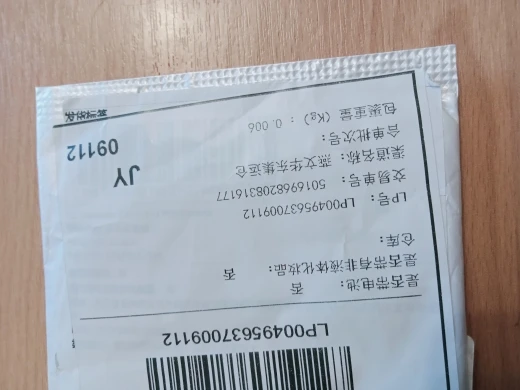 LP00495637009112
是否带电池: 否
是否带有非液体化妆品: 否
仓库:
LP号: LP00495637009112
交易单号: 5016968208316177
渠道名称: 燕文华东集运仓
合单批次号:
包裹重量 (Kg) : 0.006
JY
09112